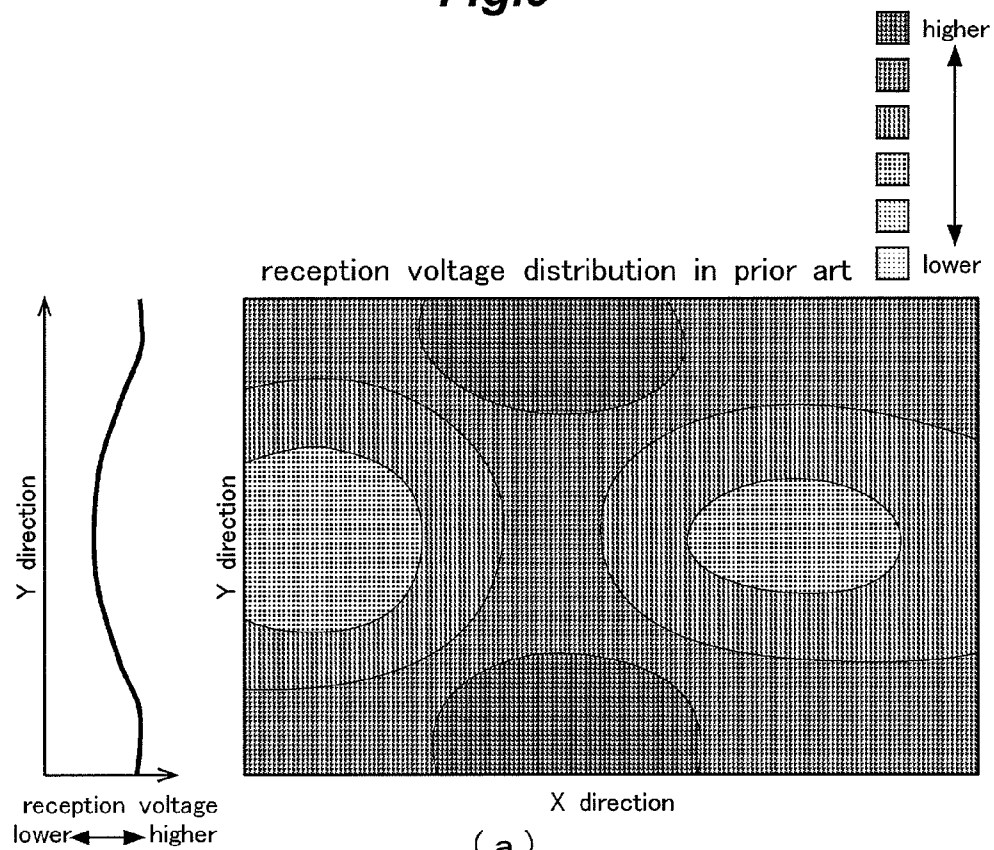 higher
lower
reception voltage distribution in prior art
Y direction
Y direction
reception voltage
lower
higher
X direction
(a)